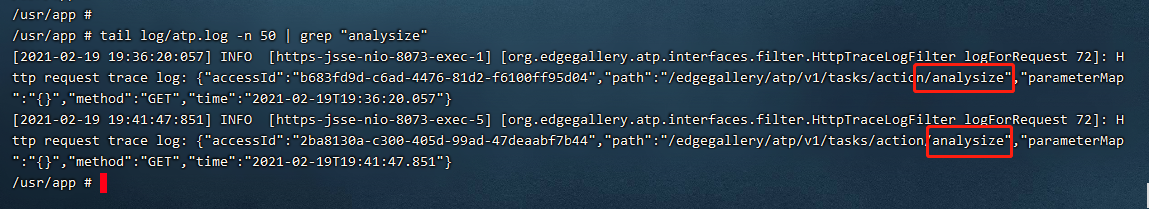 /usr/app #
/usr/app # tail log/atp.log -n 50 | grep "analysize"
[2021-02-19 19:36:20:057] INFO  [https-jsse-nio-8073-exec-1] [org.edgegallery.atp.interfaces.filter.HttpTraceLogFilter logForRequest 72]: H
ttp request trace log: {"accessId":"b683fd9d-c6ad-4476-81d2-f6100ff95d04","path":"/edgegallery/atp/v1/tasks/action/analysize","parameterMap
":"{}","method":"GET","time":"2021-02-19T19:36:20.057"}
[2021-02-19 19:41:47:851] INFO  [https-jsse-nio-8073-exec-5] [org.edgegallery.atp.interfaces.filter.HttpTraceLogFilter logForRequest 72]: H
ttp request trace log: {"accessId":"2ba8130a-c300-405d-99ad-47deaabf7b44","path":"/edgegallery/atp/v1/tasks/action/analysize","parameterMap
":"{}","method":"GET","time":"2021-02-19T19:41:47.851"}
/usr/app #